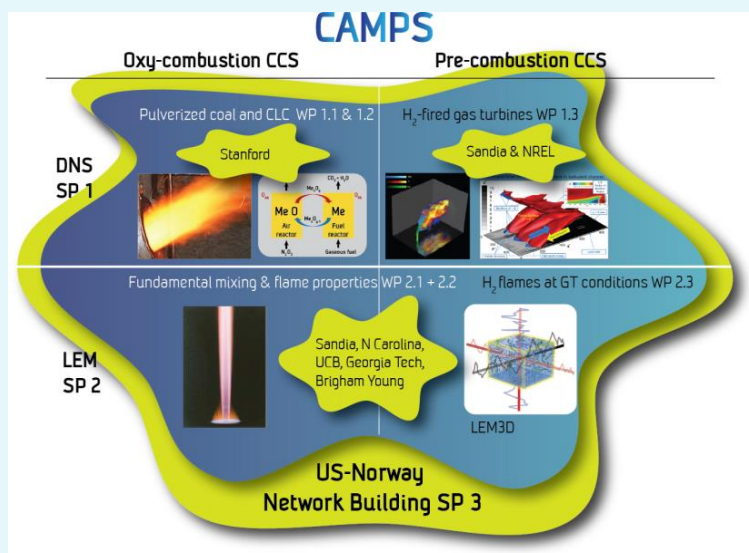 CAMPS
Oxy-combustion CCS
Pre-combustion CCS
Pulverized coal and CLC WP 1.1 & 1.2
H₂-fired gas turbines WP 1.3
DNS
SP 1
Stanford
Sandia & NREL
Me O
Air
reactor
Me
Fuel
reactor
Gaseous fuel
Fundamental mixing & flame properties WP 2.1 + 2.2
H₂ flames at GT conditions WP 2.3
LEM
SP 2
Sandia, N Carolina,
UCB, Georgia Tech,
Brigham Young
LEM3D
US-Norway
Network Building SP 3